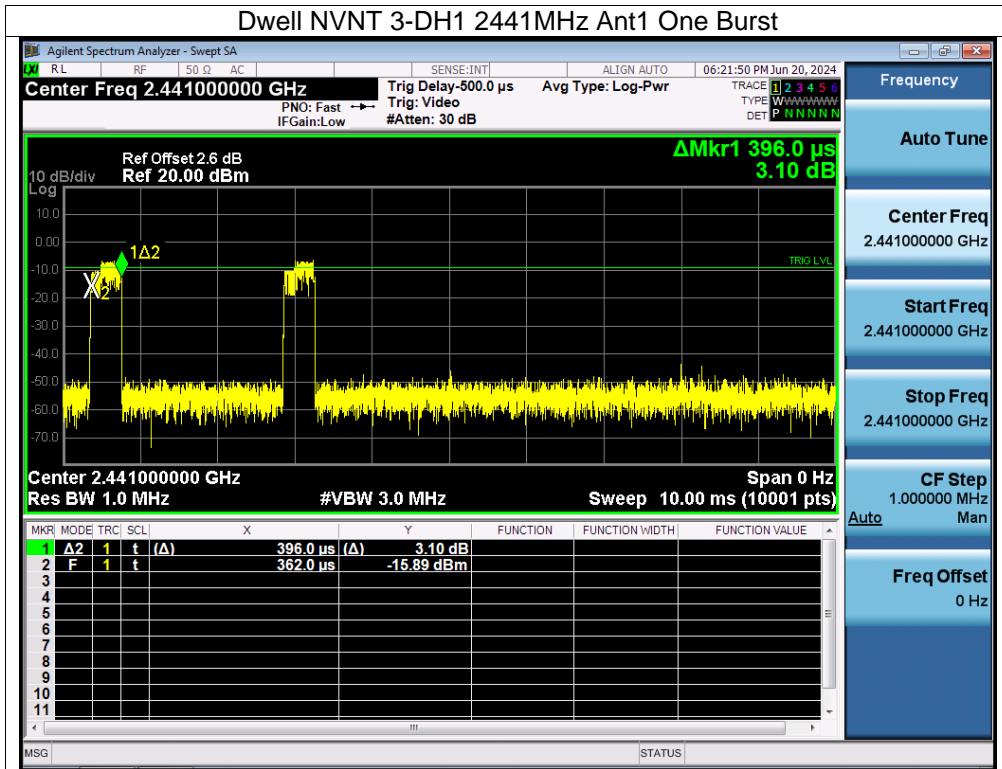 Dwell NVNT 3-DH1 2441MHz Ant1 One Burst
Agilent Spectrum Analyzer - Swept SA
LXI RL RF 50 Ω AC SENSE:INT ALIGN AUTO 06:21:50 PM Jun 20, 2024
Center Freq 2.441000000 GHz
PNO: Fast
IFGain:Low
Trig Delay-500.0 µs
Trig: Video
#Atten: 30 dB
Avg Type: Log-Pwr
TRACE 1 2 3 4 5 6
TYPE WWWWWW
DET P N N N N N
Frequency
Ref Offset 2.6 dB
10 dB/div Ref 20.00 dBm
Log
ΔMkr1 396.0 µs
3.10 dB
10.0
0.00
-10.0
-20.0
-30.0
-40.0
-50.0
-60.0
-70.0
1Δ2
X2
TRIG LVL
Center 2.441000000 GHz Span 0 Hz
Res BW 1.0 MHz #VBW 3.0 MHz Sweep 10.00 ms (10001 pts)
MKR MODE TRC SCL X Y FUNCTION FUNCTION WIDTH FUNCTION VALUE
1 Δ2 1 t (Δ) 396.0 µs (Δ) 3.10 dB
2 F 1 t 362.0 µs -15.89 dBm
3
4
5
6
7
8
9
10
11
MSG STATUS
Auto Tune
Center Freq
2.441000000 GHz
Start Freq
2.441000000 GHz
Stop Freq
2.441000000 GHz
CF Step
1.000000 MHz
Auto Man
Freq Offset
0 Hz